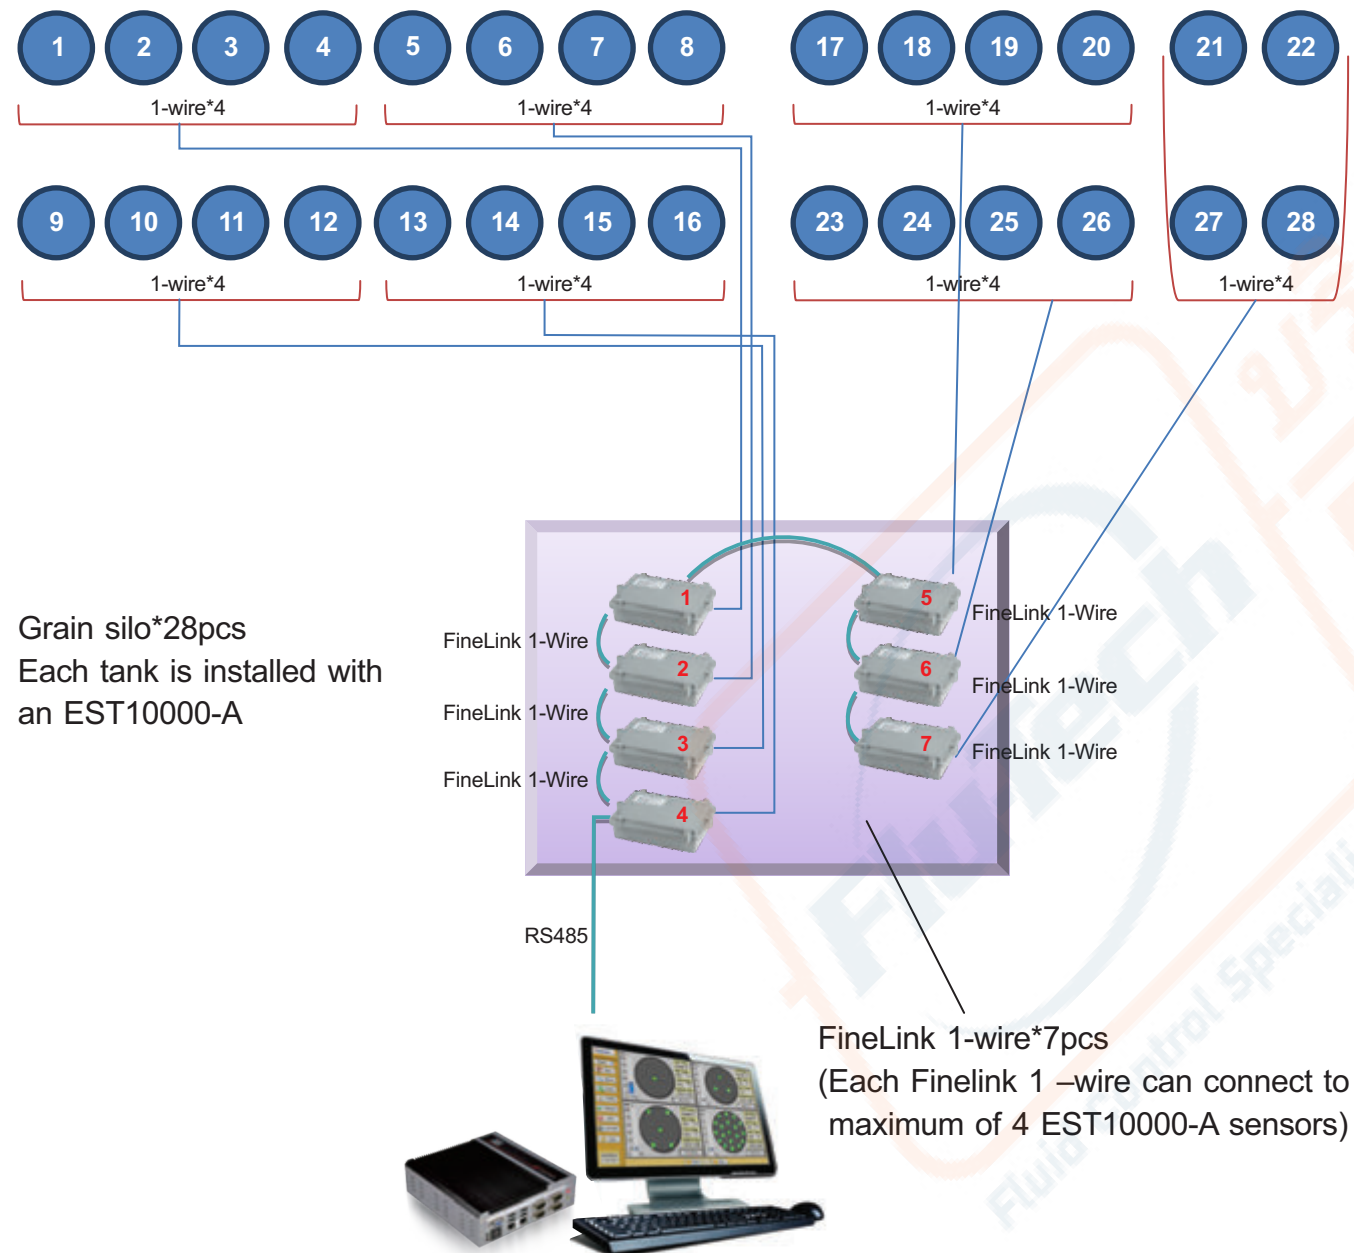 1 2 3 4 5 6 7 8 17 18 19 20 21 22
1-wire*4 1-wire*4 1-wire*4
9 10 11 12 13 14 15 16 23 24 25 26 27 28
1-wire*4 1-wire*4 1-wire*4 1-wire*4
1 5
FineLink 1-Wire FineLink 1-Wire
2 6
FineLink 1-Wire FineLink 1-Wire
3 7
FineLink 1-Wire FineLink 1-Wire
4
Grain silo*28pcs
Each tank is installed with
an EST10000-A
RS485
FineLink 1-wire*7pcs
(Each Finelink 1 –wire can connect to
maximum of 4 EST10000-A sensors)
FluTech
Fluid Control Speciali